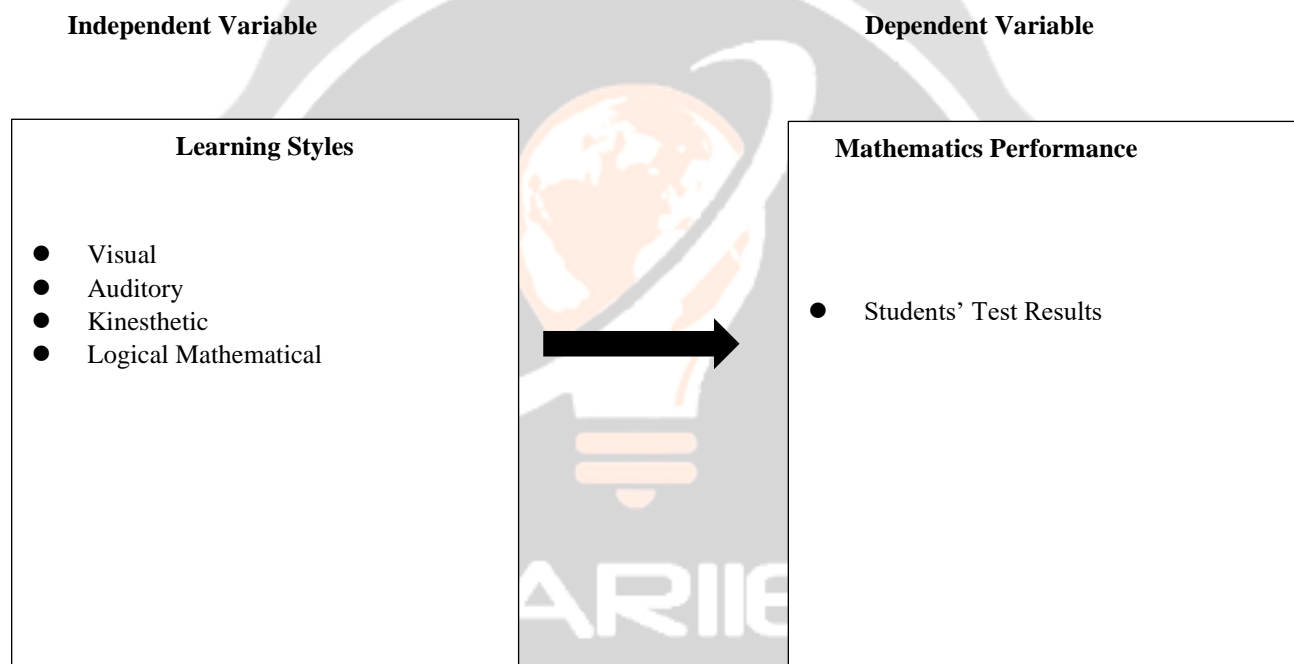 Independent Variable
Dependent Variable
Learning Styles
● Visual
● Auditory
● Kinesthetic
● Logical Mathematical
Mathematics Performance
● Students’ Test Results